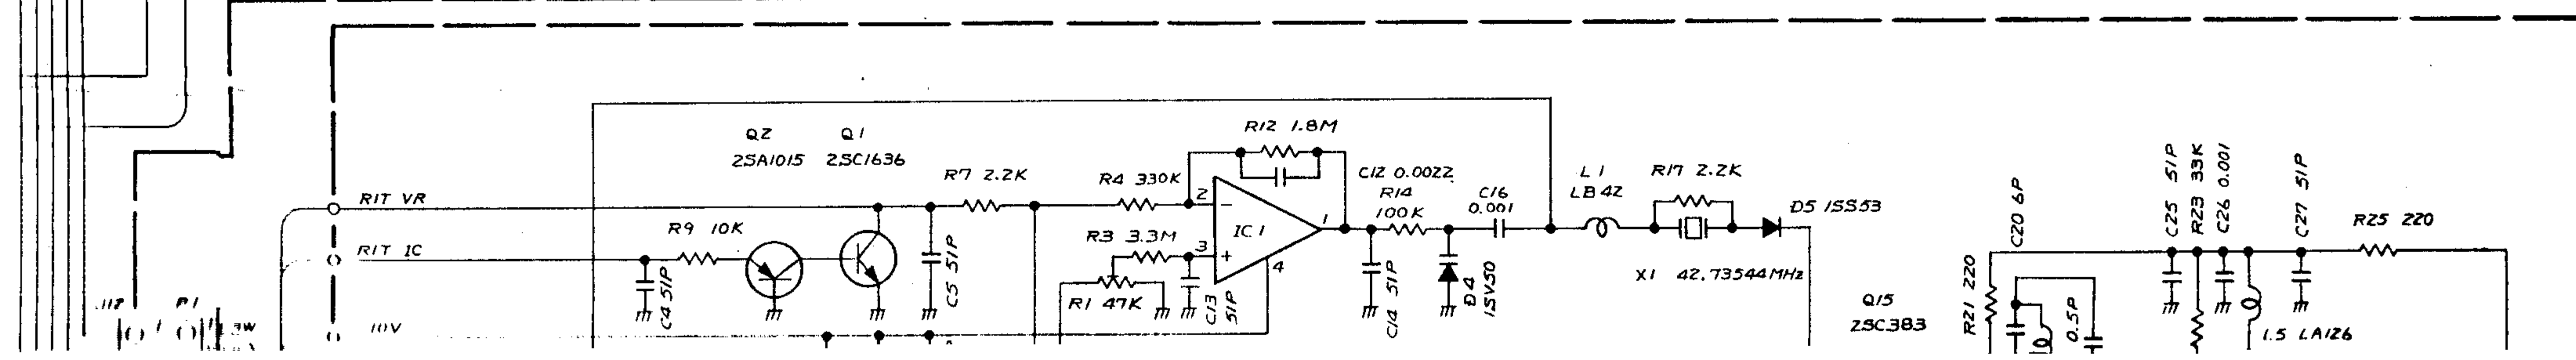 Q2
2SA1015
Q1
2SC1636
R12 1.8M
R7 2.2K
R4 330K
2
−
IC 1
1
3
+
4
C12 0.0022
R14
100K
C16
0.001
L1
LB 42
R17 2.2K
D5 1SS53
X1 42.73544MHz
RIT VR
RIT IC
R9 10K
C4 51P
C5 51P
R3 3.3M
R1 47K
C13
51P
C14 51P
D4
1SV50
10V
Q15
2SC383
R21 220
C20 6P
0.5P
C25 51P
R23 33K
C26 0.001
C27 51P
R25 220
1.5 LA126